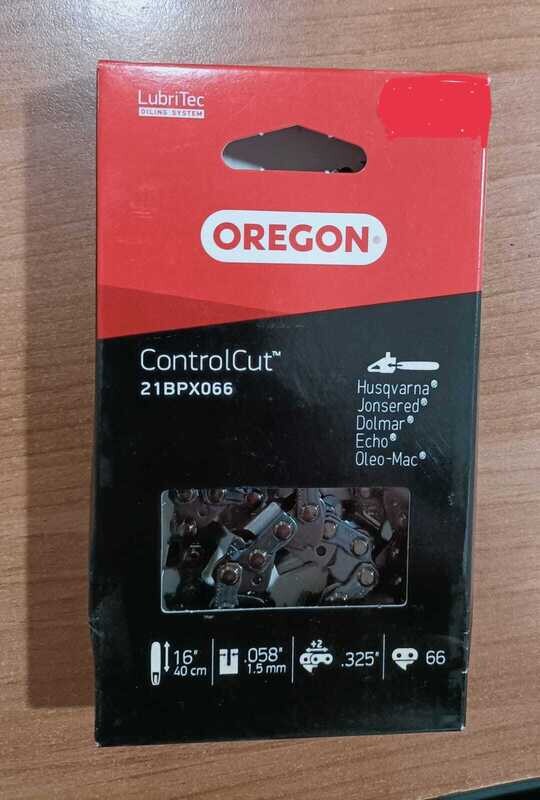 LubriTec
OILING SYSTEM
OREGON®
ControlCut™
21BPX066
Husqvarna®
Jonsered®
Dolmar®
Echo®
Oleo-Mac®
16"
40 cm
.058"
1.5 mm
+2
.325"
66